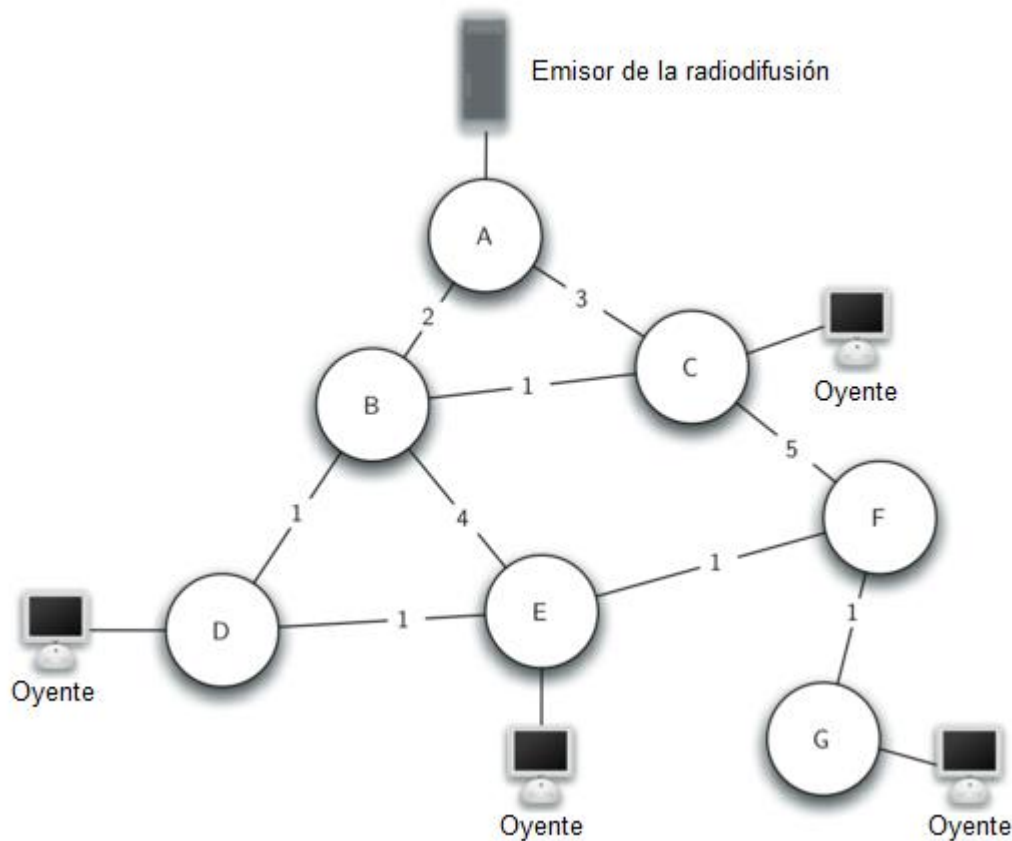 Emisor de la radiodifusión
A
3
2
C
Oyente
1
B
5
F
1
4
1
E
1
D
1
Oyente
G
Oyente
Oyente